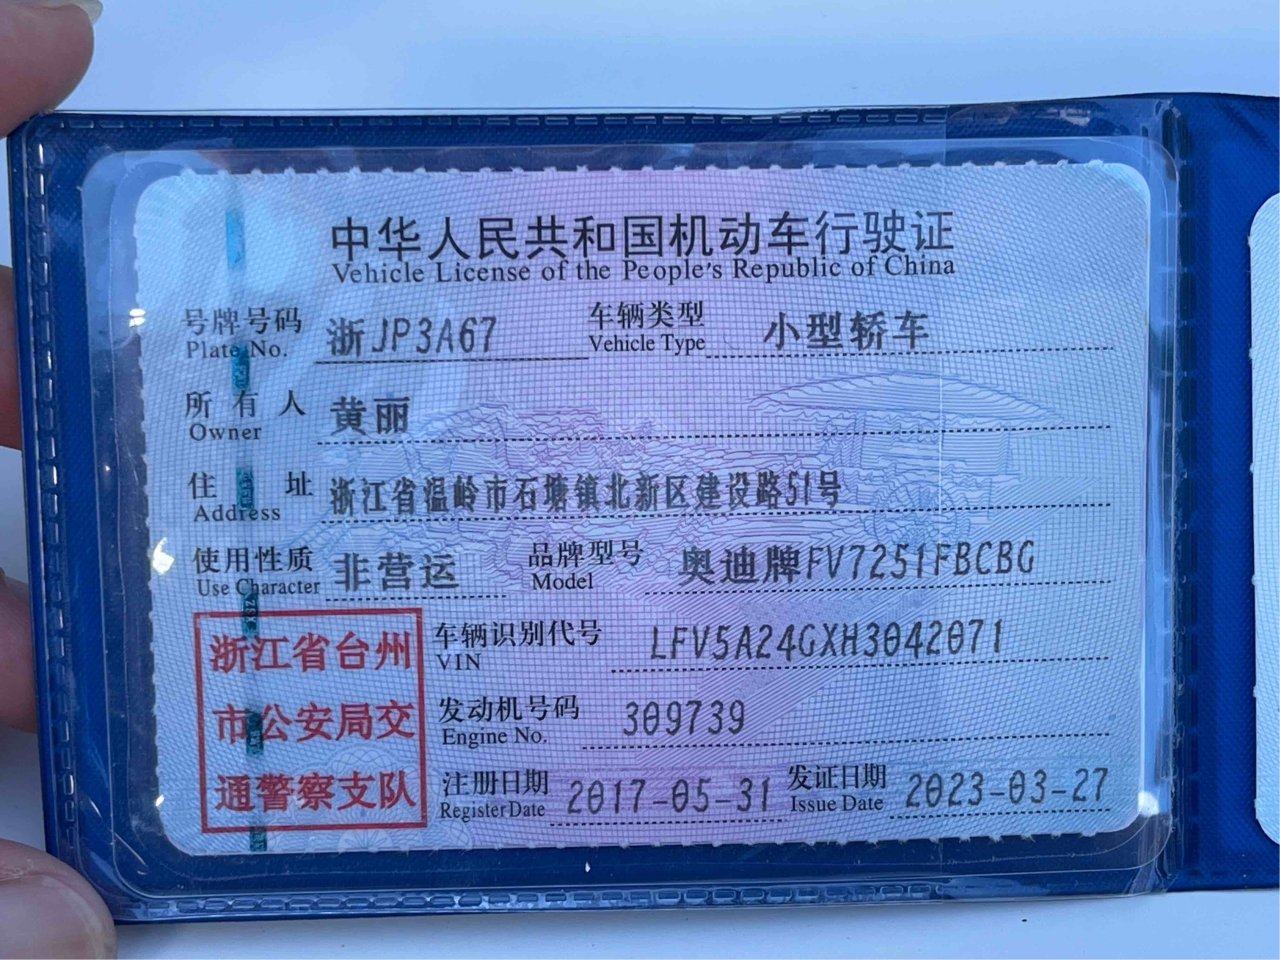 中华人民共和国机动车行驶证
Vehicle License of the People's Republic of China
号牌号码 浙JP3A67 车辆类型 小型轿车
Plate No. Vehicle Type
所有人 黄丽
Owner
住址 浙江省温岭市石塘镇北新区建设路51号
Address
使用性质 非营运 品牌型号 奥迪牌FV7251FBCBG
Use Character Model
浙江省台州
市公安局交
通警察支队
车辆识别代号 LFV5A24GXH3042071
VIN
发动机号码 309739
Engine No.
注册日期 2017-05-31 发证日期 2023-03-27
Register Date Issue Date